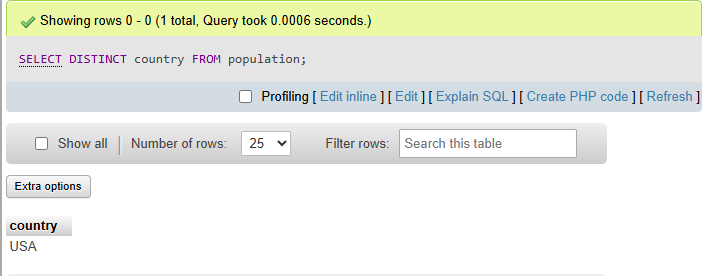 Showing rows 0 - 0 (1 total, Query took 0.0006 seconds.)
SELECT DISTINCT country FROM population;
Profiling [ Edit inline ] [ Edit ] [ Explain SQL ] [ Create PHP code ] [ Refresh ]
Show all | Number of rows: 25 Filter rows: Search this table
Extra options
country
USA